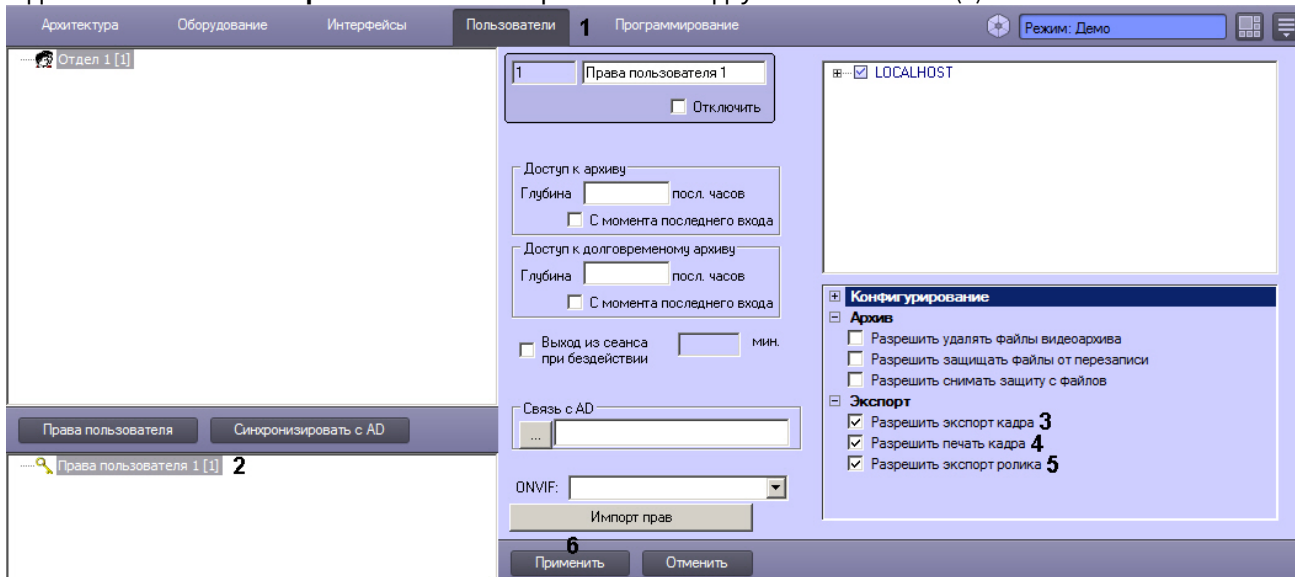 Архитектура
Оборудование
Интерфейсы
Пользователи 1
Программирование
Режим: Демо
Отдел 1 [1]
Права пользователя
Синхронизировать с AD
Права пользователя 1 [1] 2
1
Права пользователя 1
Отключить
Доступ к архиву
Глубина посл. часов
С момента последнего входа
Доступ к долговременому архиву
Глубина посл. часов
С момента последнего входа
Выход из сеанса мин.
при бездействии
Связь с AD
...
ONVIF:
Импорт прав
6
Применить
Отменить
LOCALHOST
Конфигурирование
Архив
Разрешить удалять файлы видеоархива
Разрешить защищать файлы от перезаписи
Разрешить снимать защиту с файлов
Экспорт
Разрешить экспорт кадра 3
Разрешить печать кадра 4
Разрешить экспорт ролика 5